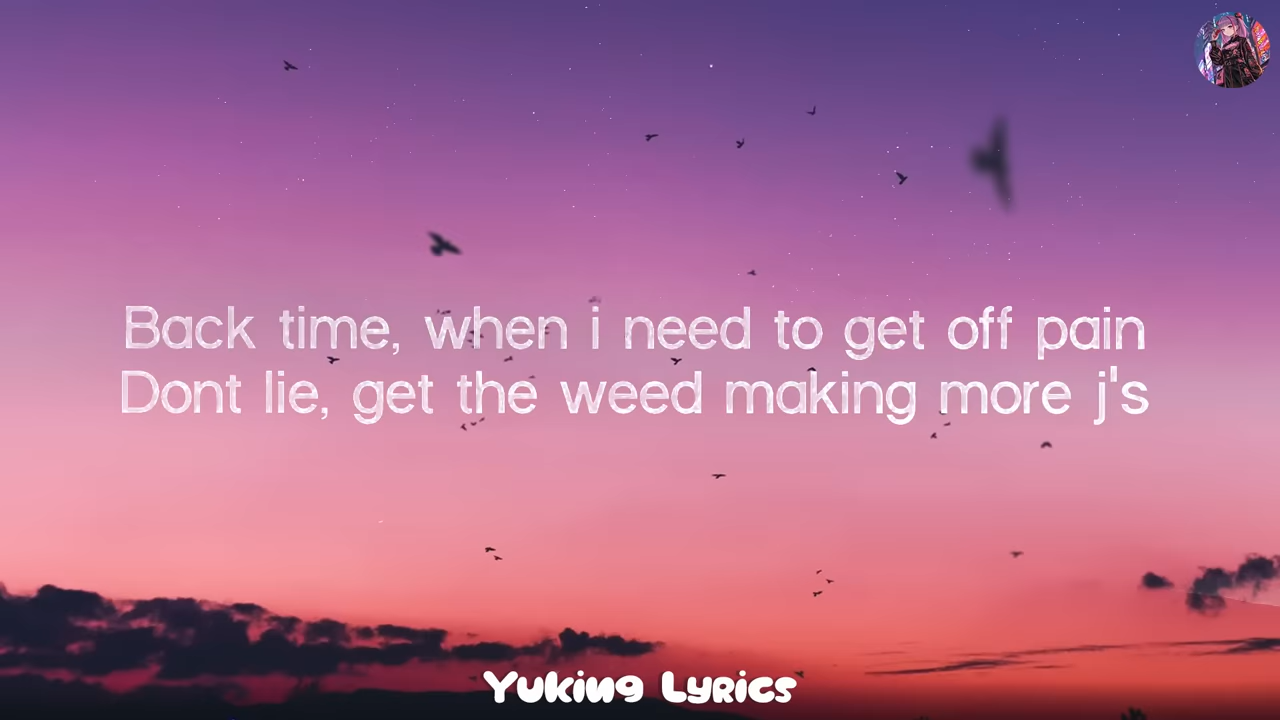 Back time, when i need to get off pain
Dont lie, get the weed making more j's
Yuking Lyrics